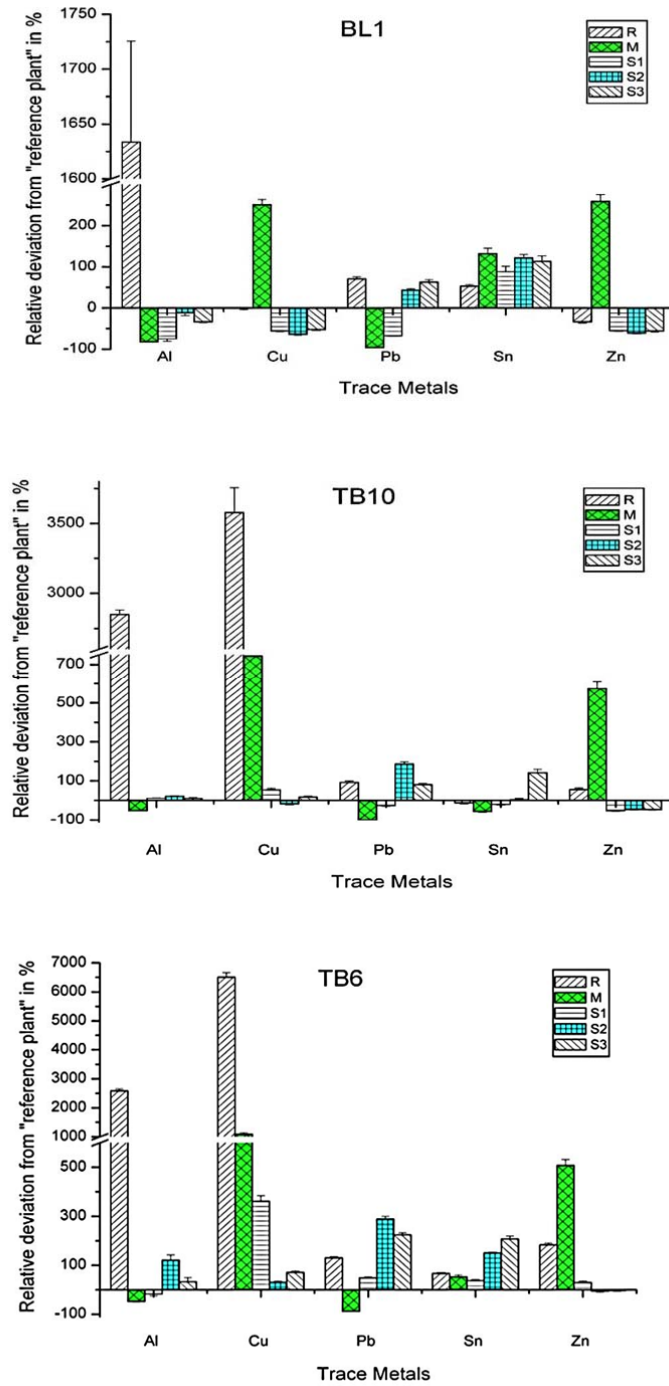 BL1
R
M
S1
S2
S3
Relative deviation from "reference plant" in %
1750
1700
1650
1600
200
100
0
-100
Al Cu Pb Sn Zn
Trace Metals
TB10
R
M
S1
S2
S3
Relative deviation from "reference plant" in %
3500
3000
700
500
300
100
-100
Al Cu Pb Sn Zn
Trace Metals
TB6
R
M
S1
S2
S3
Relative deviation from "reference plant" in %
7000
6000
5000
4000
3000
2000
1000
500
300
100
-100
Al Cu Pb Sn Zn
Trace Metals